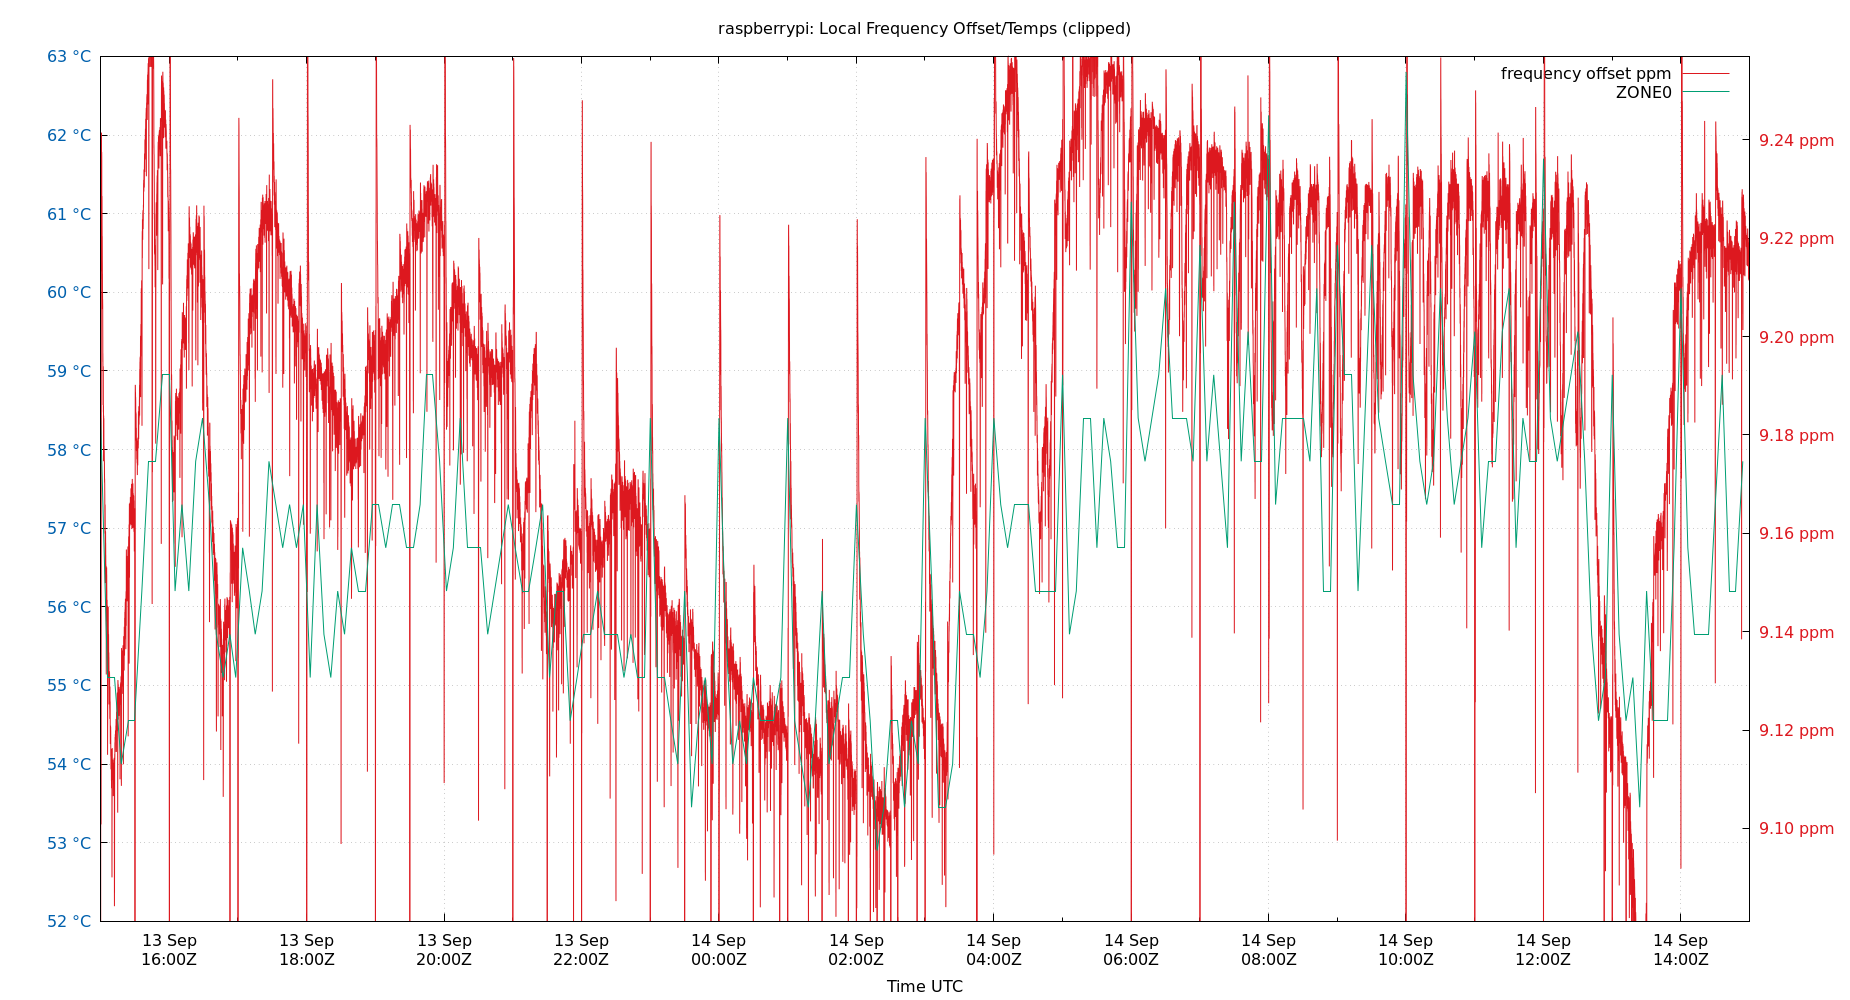 raspberrypi: Local Frequency Offset/Temps (clipped)
frequency offset ppm
ZONE0
63 °C
62 °C
61 °C
60 °C
59 °C
58 °C
57 °C
56 °C
55 °C
54 °C
53 °C
52 °C
9.24 ppm
9.22 ppm
9.20 ppm
9.18 ppm
9.16 ppm
9.14 ppm
9.12 ppm
9.10 ppm
13 Sep
16:00Z
13 Sep
18:00Z
13 Sep
20:00Z
13 Sep
22:00Z
14 Sep
00:00Z
14 Sep
02:00Z
14 Sep
04:00Z
14 Sep
06:00Z
14 Sep
08:00Z
14 Sep
10:00Z
14 Sep
12:00Z
14 Sep
14:00Z
Time UTC